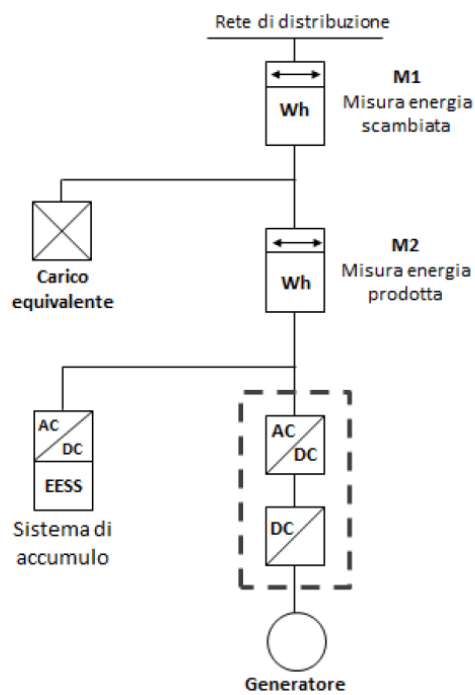 Rete di distribuzione
M1
Misura energia
scambiata
Wh
Carico
equivalente
M2
Misura energia
prodotta
Wh
AC
DC
EESS
Sistema di
accumulo
AC
DC
DC
Generatore